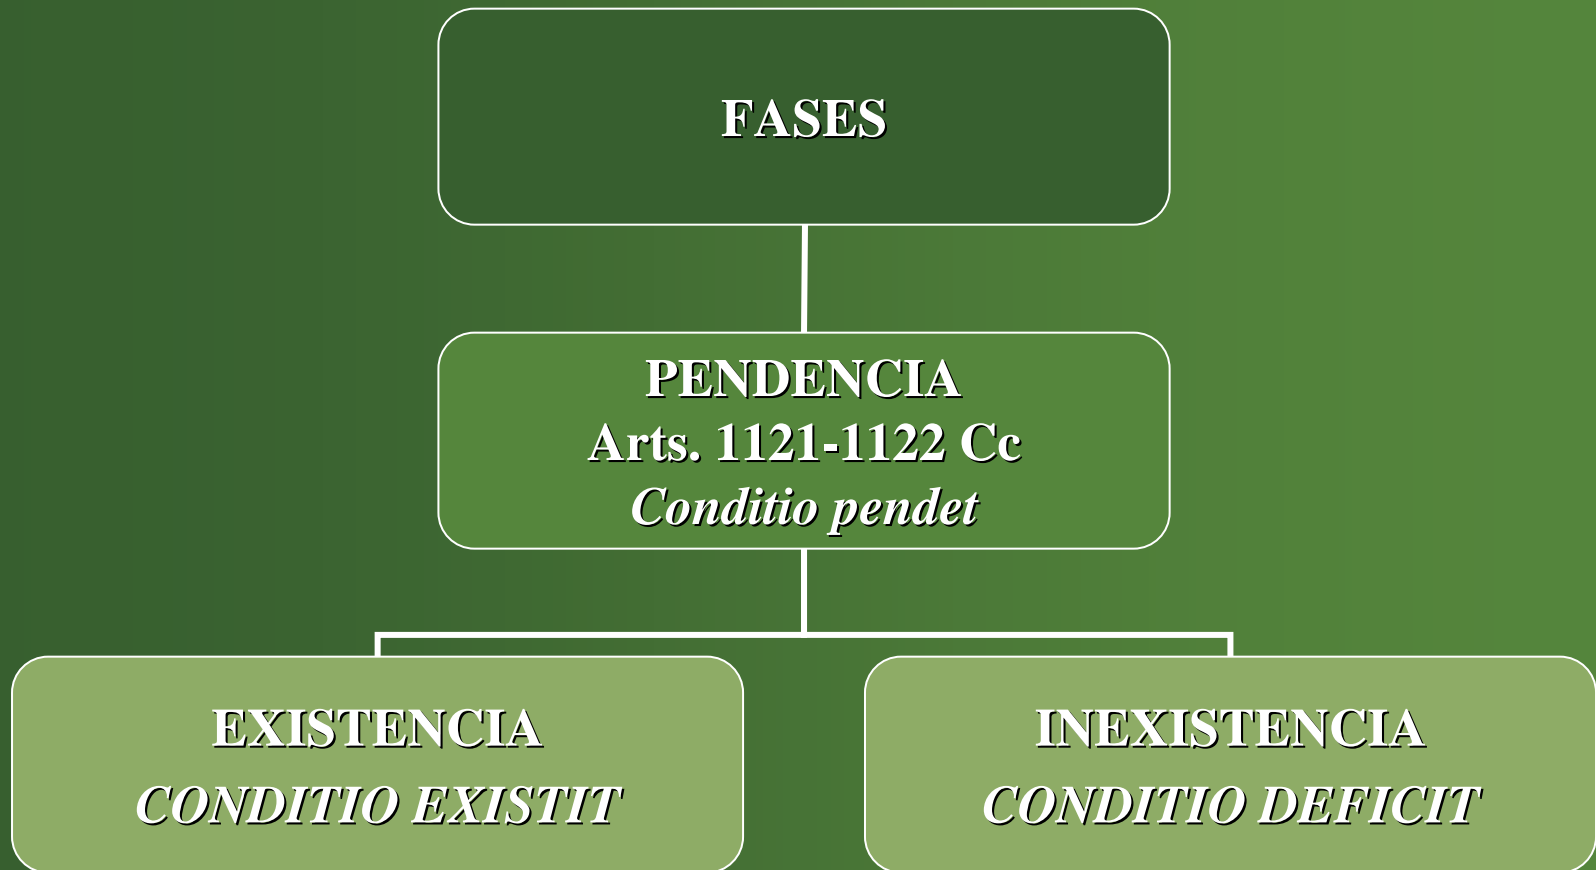 FASES
PENDENCIA
Arts. 1121-1122 Cc
Conditio pendet
EXISTENCIA
CONDITIO EXISTIT
INEXISTENCIA
CONDITIO DEFICIT